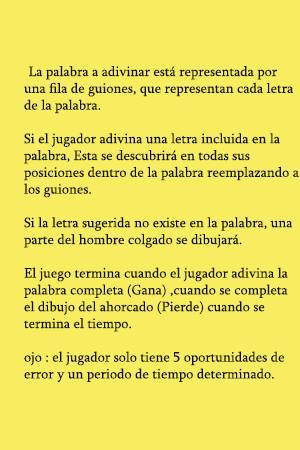 La palabra a adivinar está representada por
una fila de guiones, que representan cada letra
de la palabra.
Si el jugador adivina una letra incluida en la
palabra, Esta se descubrirá en todas sus
posiciones dentro de la palabra reemplazando a
los guiones.
Si la letra sugerida no existe en la palabra, una
parte del hombre colgado se dibujará.
El juego termina cuando el jugador adivina la
palabra completa (Gana) ,cuando se completa
el dibujo del ahorcado (Pierde) cuando se
termina el tiempo.
ojo : el jugador solo tiene 5 oportunidades de
error y un periodo de tiempo determinado.